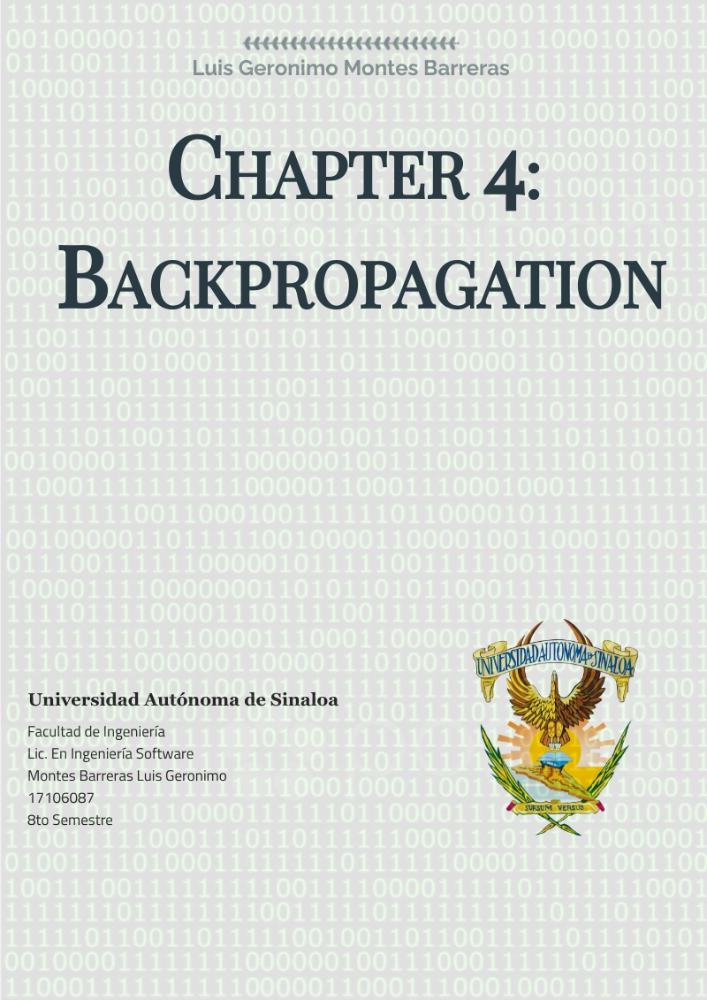 Luis Geronimo Montes Barreras
CHAPTER 4:
BACKPROPAGATION
UNIVERSIDAD AUTONOMA DE SINALOA
SURSUM VERSUS
Universidad Autónoma de Sinaloa
Facultad de Ingeniería
Lic. En Ingeniería Software
Montes Barreras Luis Geronimo
17106087
8to Semestre